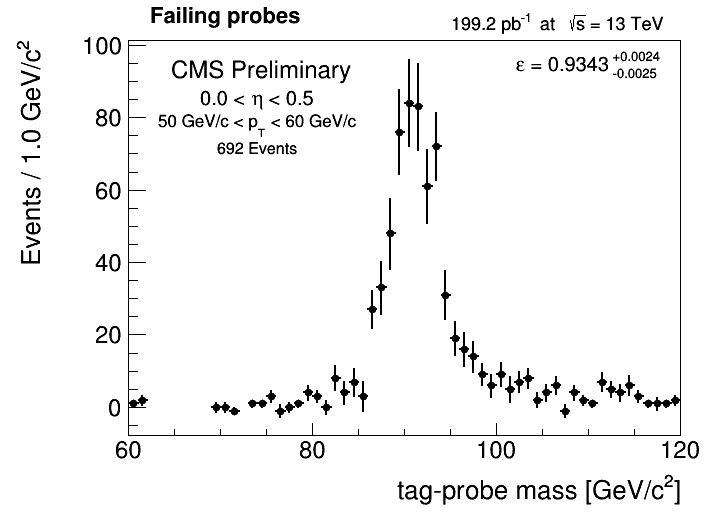 Failing probes
199.2 pb⁻¹ at √s = 13 TeV
CMS Preliminary
0.0 < η < 0.5
50 GeV/c < p_T < 60 GeV/c
692 Events
ε = 0.9343 +0.0024 -0.0025
Events / 1.0 GeV/c²
100
80
60
40
20
0
60 80 100 120
tag-probe mass [GeV/c²]